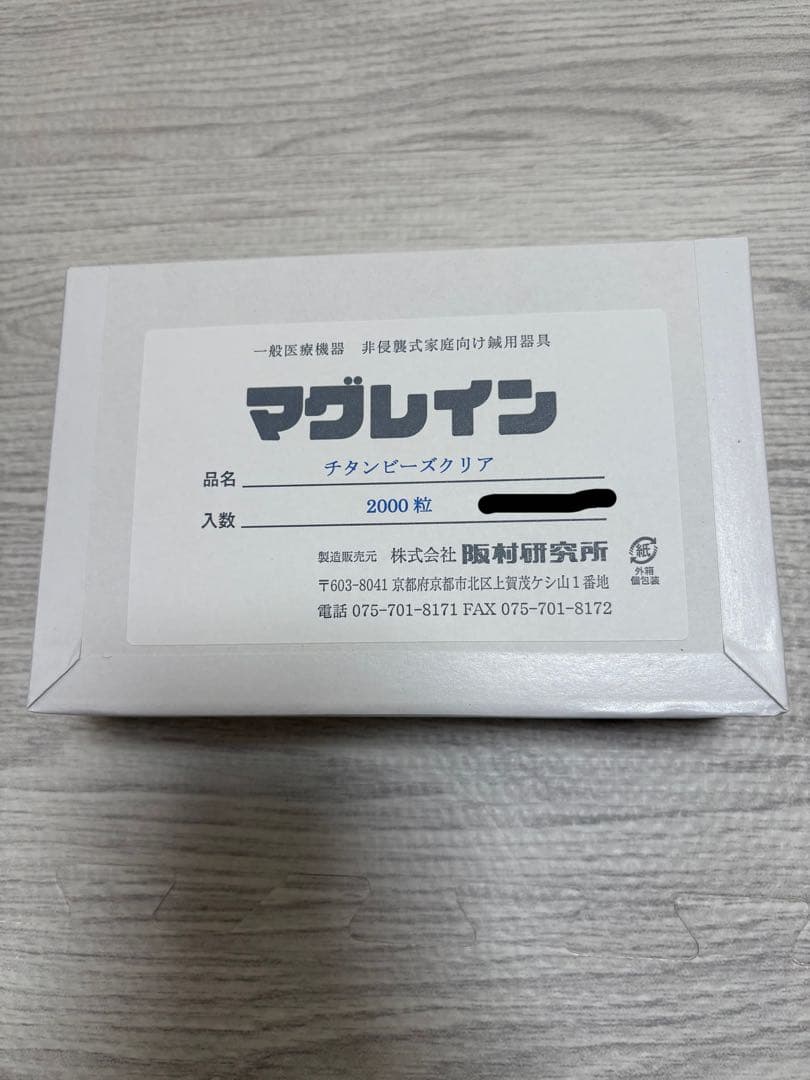 一般医療機器 非侵襲式家庭向け鍼用器具
マグレイン
品名 チタンビーズクリア
入数 2000 粒
製造販売元 株式会社 阪村研究所
〒603-8041 京都府京都市北区上賀茂ケシ山1番地
電話 075-701-8171 FAX 075-701-8172
紙
外箱
個包装